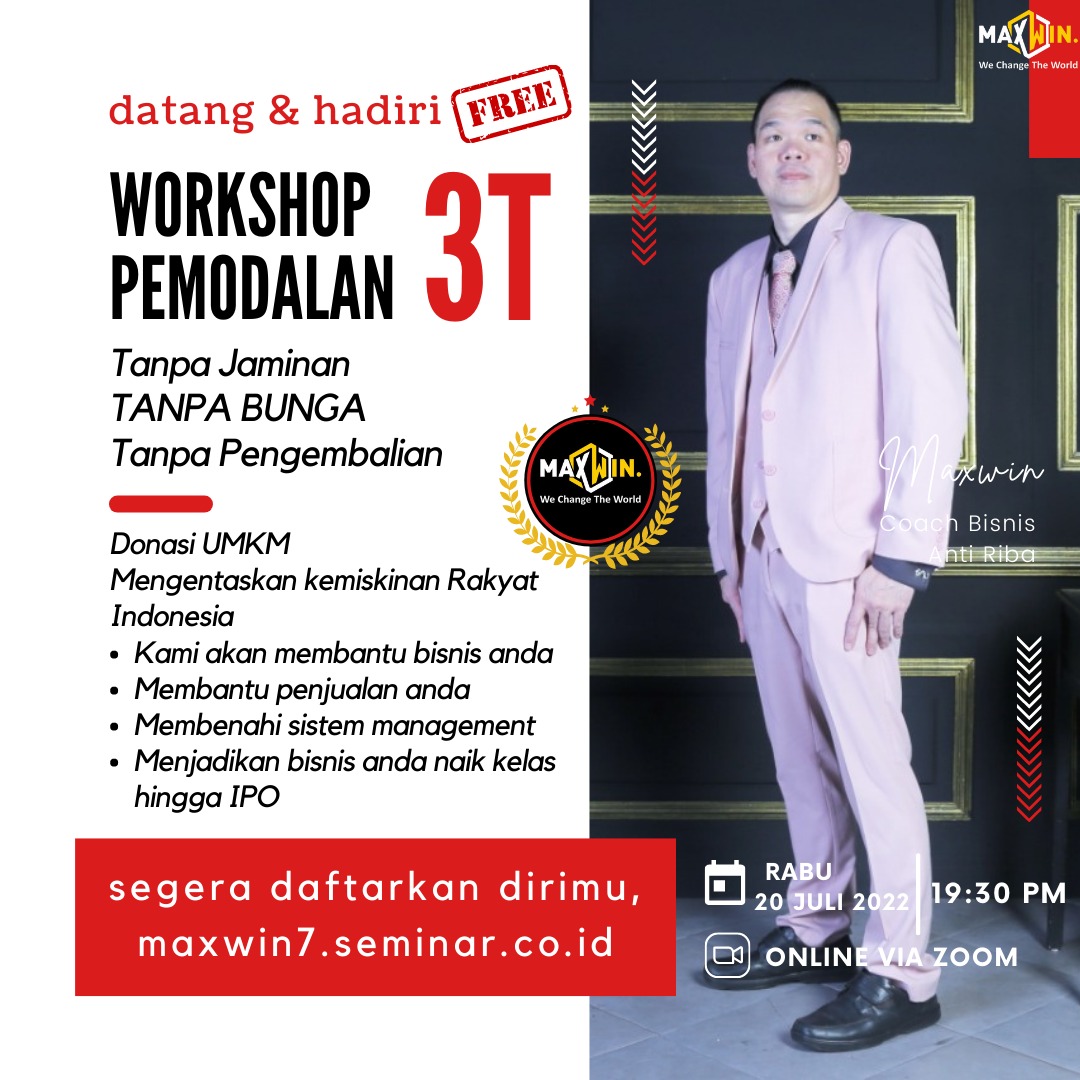 MAXWIN.
We Change The World
datang & hadiri FREE
WORKSHOP
PEMODALAN
3T
Tanpa Jaminan
TANPA BUNGA
Tanpa Pengembalian
MAXWIN.
We Change The World
Donasi UMKM
Mengentaskan kemiskinan Rakyat
Indonesia
• Kami akan membantu bisnis anda
• Membantu penjualan anda
• Membenahi sistem management
• Menjadikan bisnis anda naik kelas
hingga IPO
Maxwin
Coach Bisnis
Anti Riba
segera daftarkan dirimu,
maxwin7.seminar.co.id
RABU
20 JULI 2022
19:30 PM
ONLINE VIA ZOOM